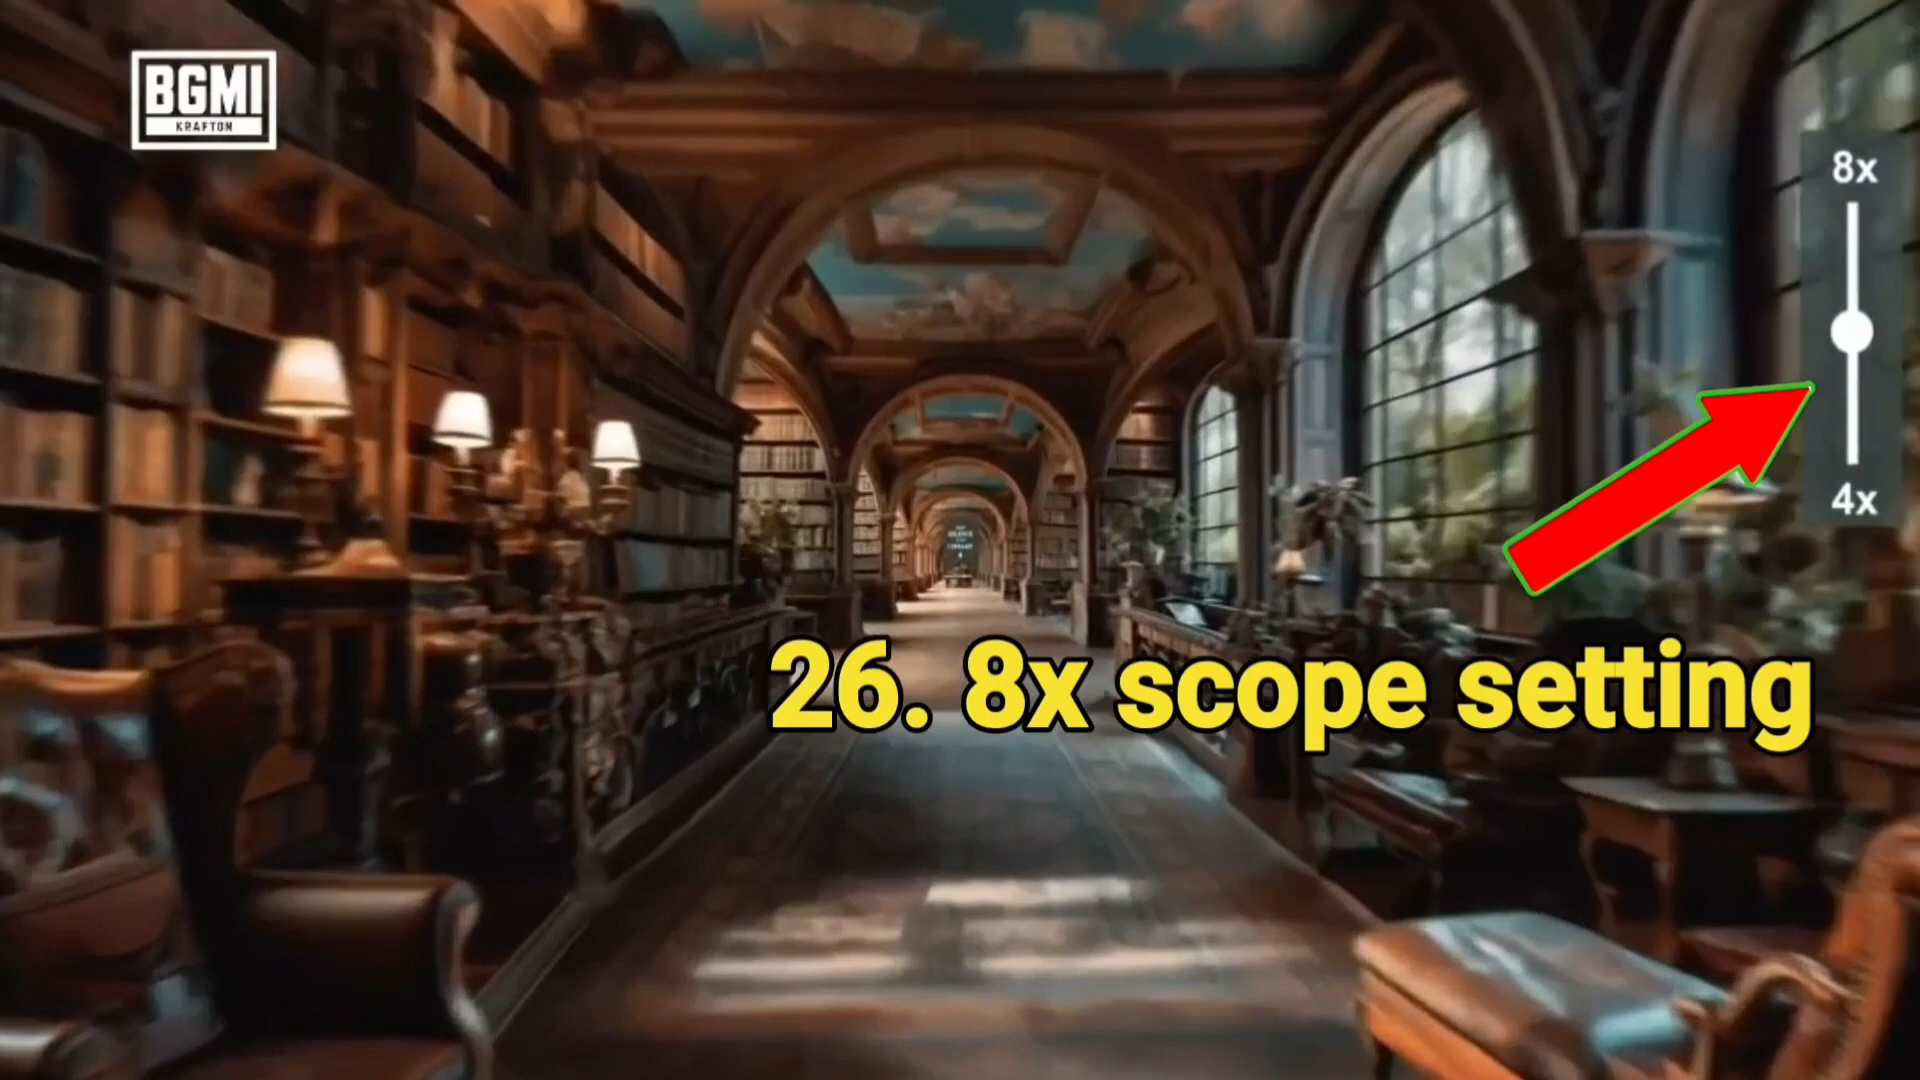 BGMI
KRAFTON
8x
4x
26. 8x scope setting